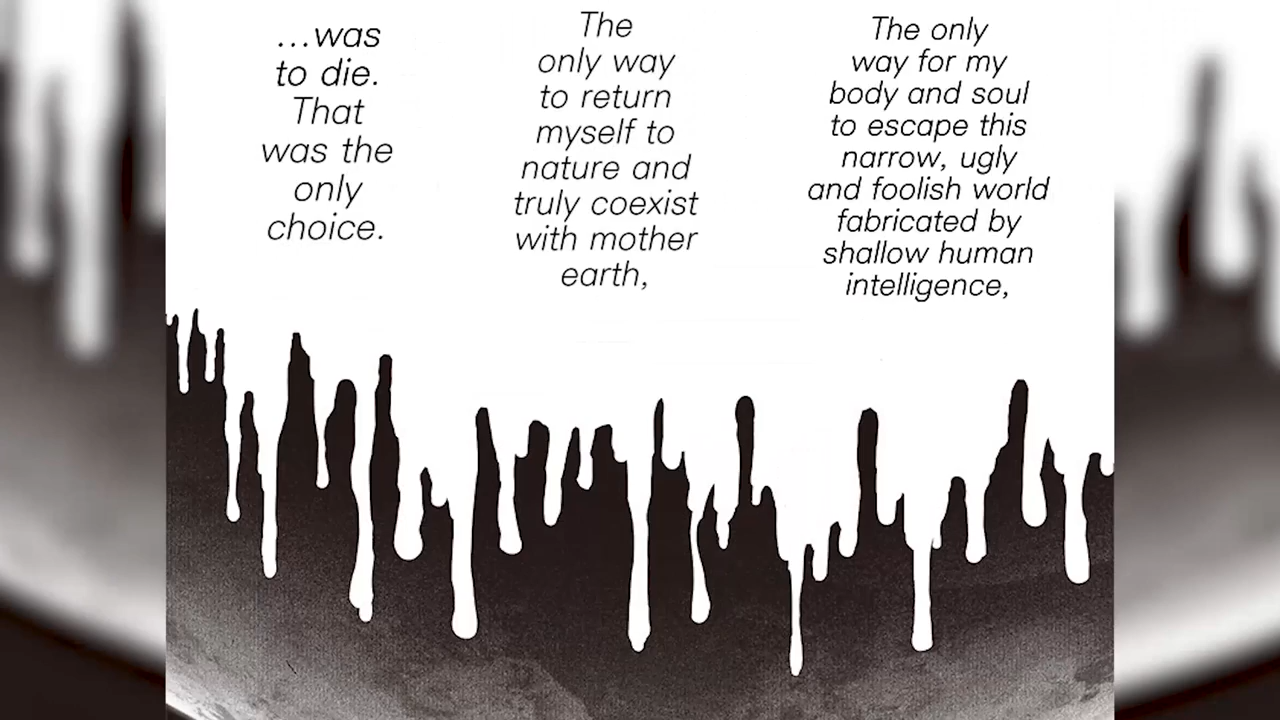 The only
way for my
body and soul
to escape this
narrow, ugly
and foolish world
fabricated by
shallow human
intelligence,
The
only way
to return
myself to
nature and
truly coexist
with mother
earth,
...was
to die.
That
was the
only
choice.